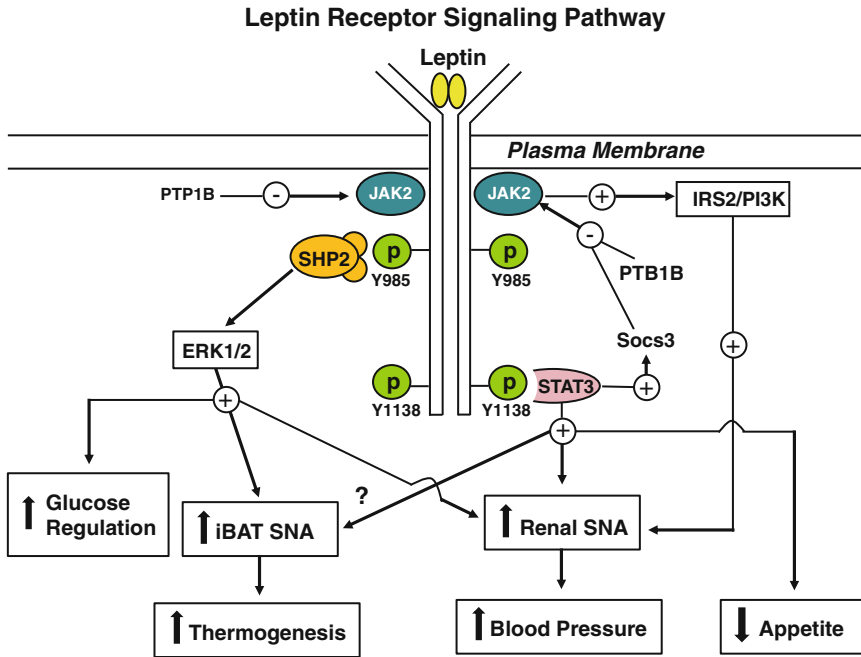 Leptin Receptor Signaling Pathway
Leptin
Plasma Membrane
PTP1B
-
JAK2
JAK2
+
IRS2/PI3K
SHP2
p
Y985
p
Y985
-
PTB1B
ERK1/2
Socs3
+
p
Y1138
p
Y1138
STAT3
+
+
+
?
Glucose
Regulation
iBAT SNA
Renal SNA
Thermogenesis
Blood Pressure
Appetite